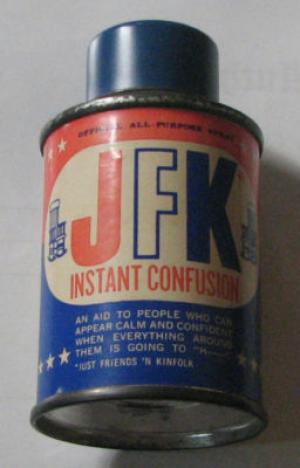 OFFICIAL ALL-PURPOSE SPRAY
JFK
INSTANT CONFUSION
AN AID TO PEOPLE WHO CAN
APPEAR CALM AND CONFIDENT
WHEN EVERYTHING AROUND
THEM IS GOING TO "H——"
*JUST FRIENDS 'N KINFOLK